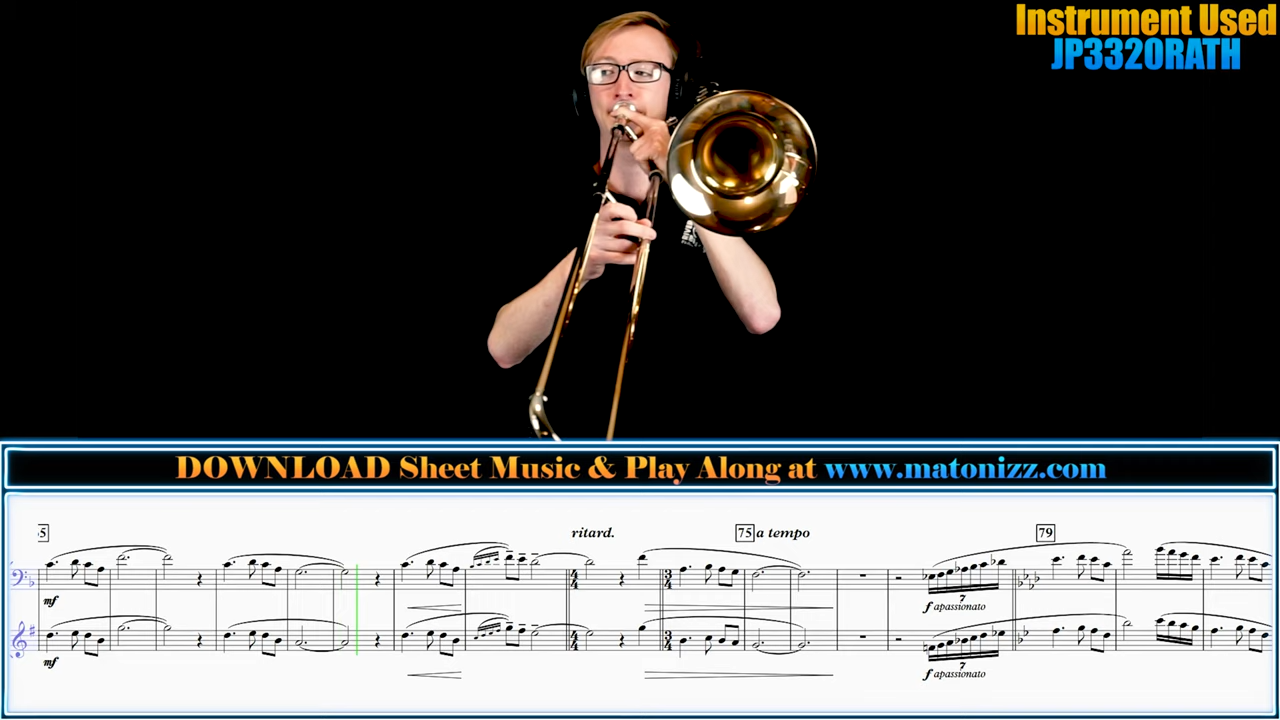 Instrument Used
JP332ORATH
DOWNLOAD Sheet Music & Play Along at www.matonizz.com
5
ritard.
75 a tempo
79
mf
7
f apassionato
mf
7
f apassionato